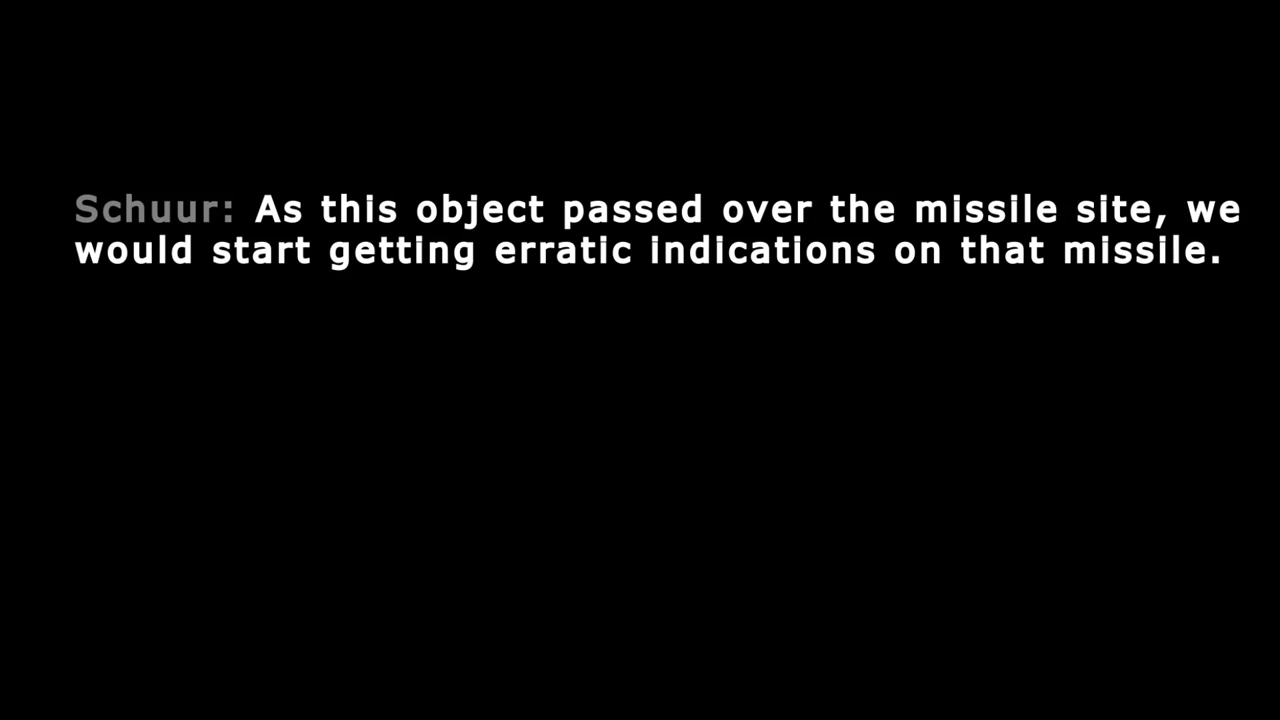 Schuur: As this object passed over the missile site, we
would start getting erratic indications on that missile.